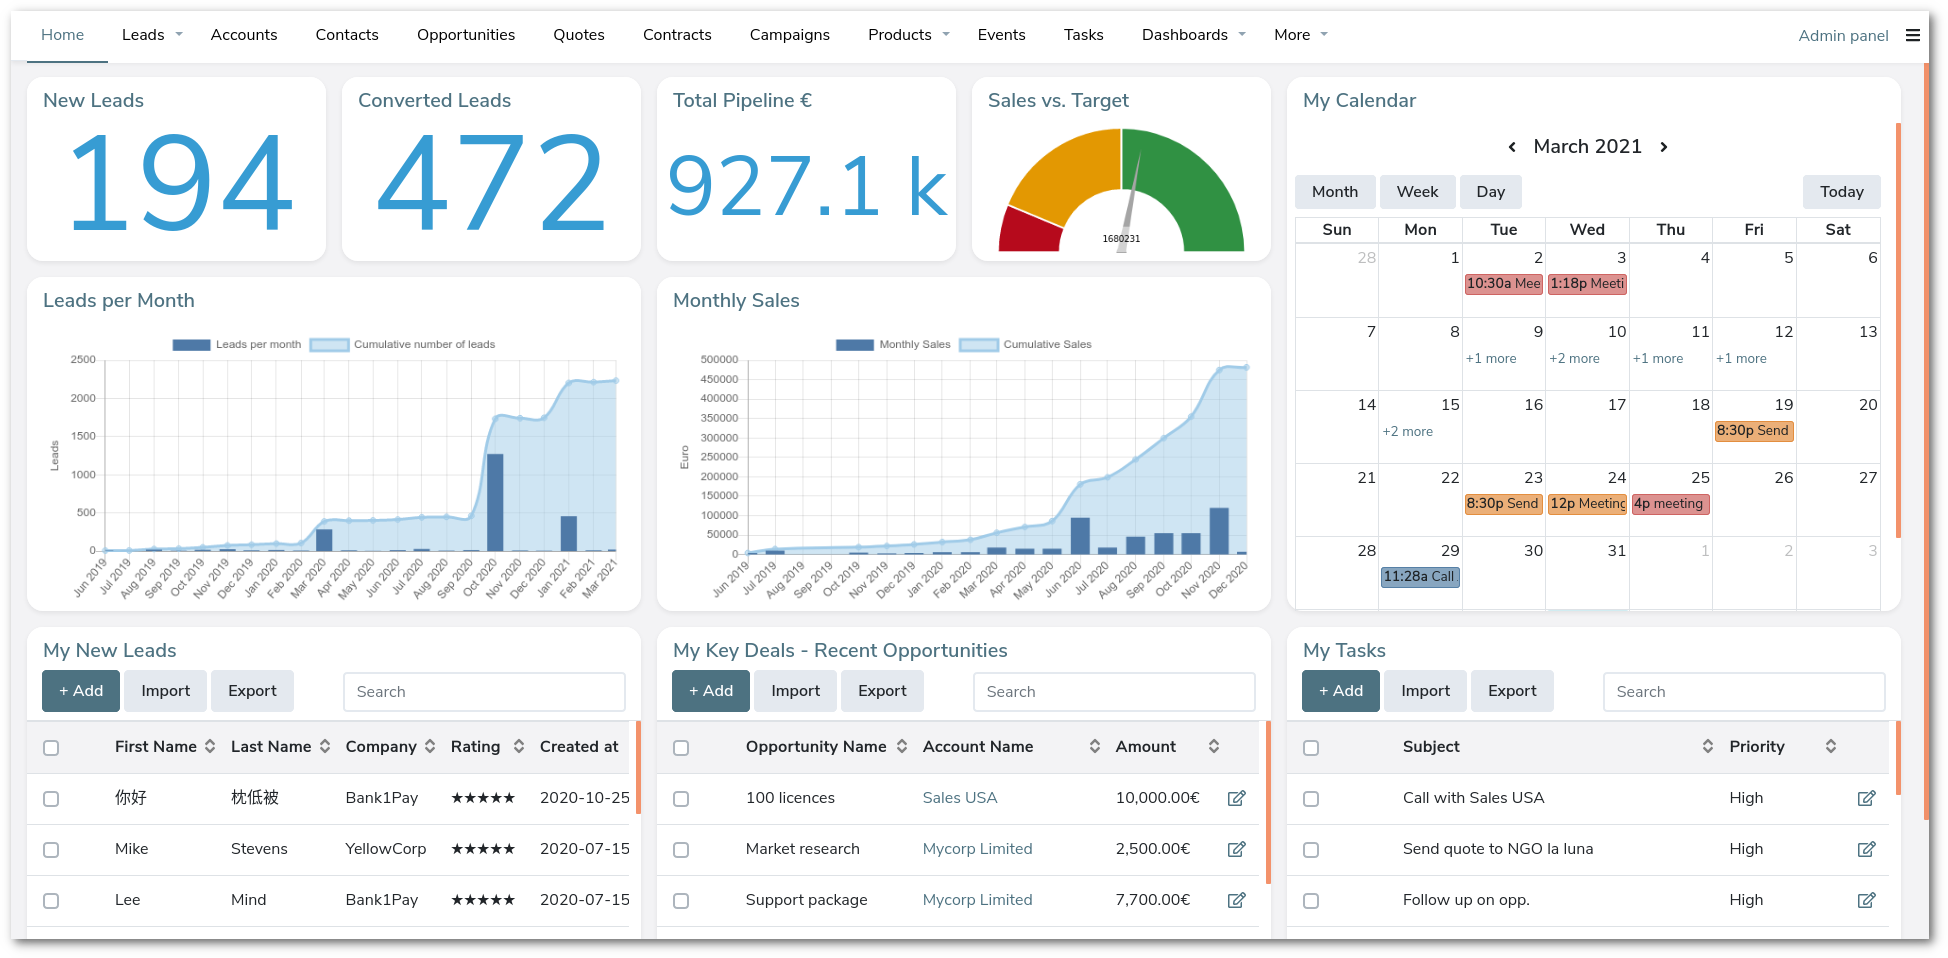 Home Leads Accounts Contacts Opportunities Quotes Contracts Campaigns Products Events Tasks Dashboards More Admin panel
New Leads
194
Converted Leads
472
Total Pipeline €
927.1 k
Sales vs. Target
1680231
My Calendar
March 2021
Month Week Day Today
Sun Mon Tue Wed Thu Fri Sat
28 1 2 3 4 5 6
10:30a Mee 1:18p Meeti
7 8 9 10 11 12 13
+1 more +2 more +1 more +1 more
14 15 16 17 18 19 20
+2 more 8:30p Send
21 22 23 24 25 26 27
8:30p Send 12p Meeting 4p meeting
28 29 30 31 1 2 3
11:28a Call
Leads per Month
Leads per month Cumulative number of leads
2500
2000
1500
1000
500
0
Leads
Jun 2019 Jul 2019 Aug 2019 Sep 2019 Oct 2019 Nov 2019 Dec 2019 Jan 2020 Feb 2020 Mar 2020 Apr 2020 May 2020 Jun 2020 Jul 2020 Aug 2020 Sep 2020 Oct 2020 Nov 2020 Dec 2020 Jan 2021 Feb 2021 Mar 2021
Monthly Sales
Monthly Sales Cumulative Sales
500000
450000
400000
350000
300000
250000
200000
150000
100000
50000
0
Euro
Jun 2019 Jul 2019 Aug 2019 Sep 2019 Oct 2019 Nov 2019 Dec 2019 Jan 2020 Feb 2020 Mar 2020 Apr 2020 May 2020 Jun 2020 Jul 2020 Aug 2020 Sep 2020 Oct 2020 Nov 2020 Dec 2020
My New Leads
+ Add Import Export Search
First Name Last Name Company Rating Created at
你好 枕低被 Bank1Pay ★★★★★ 2020-10-25
Mike Stevens YellowCorp ★★★★★ 2020-07-15
Lee Mind Bank1Pay ★★★★★ 2020-07-15
My Key Deals - Recent Opportunities
+ Add Import Export Search
Opportunity Name Account Name Amount
100 licences Sales USA 10,000.00€
Market research Mycorp Limited 2,500.00€
Support package Mycorp Limited 7,700.00€
My Tasks
+ Add Import Export Search
Subject Priority
Call with Sales USA High
Send quote to NGO la luna High
Follow up on opp. High